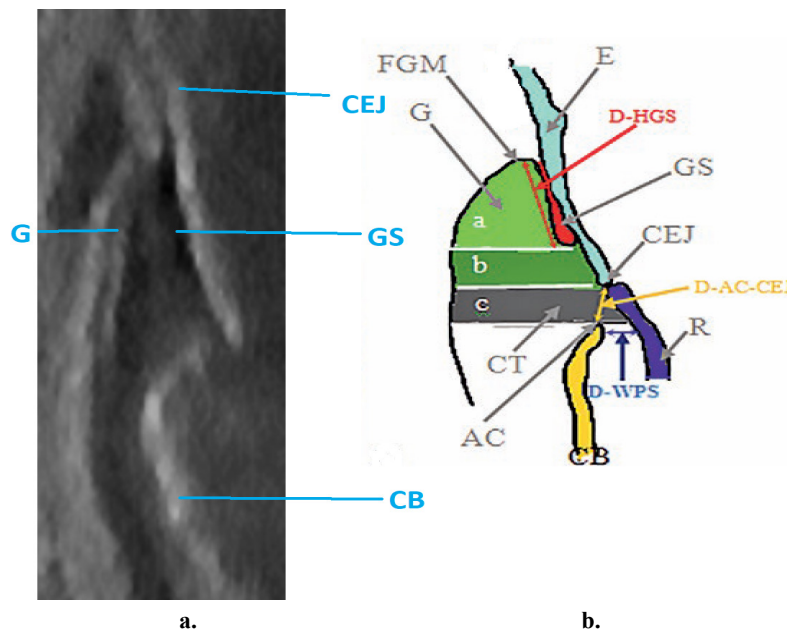 CEJ
G
GS
CB
a.
FGM
E
G
D-HGS
GS
a
CEJ
b
D-AC-CEJ
c
CT
R
D-WPS
AC
CB
b.